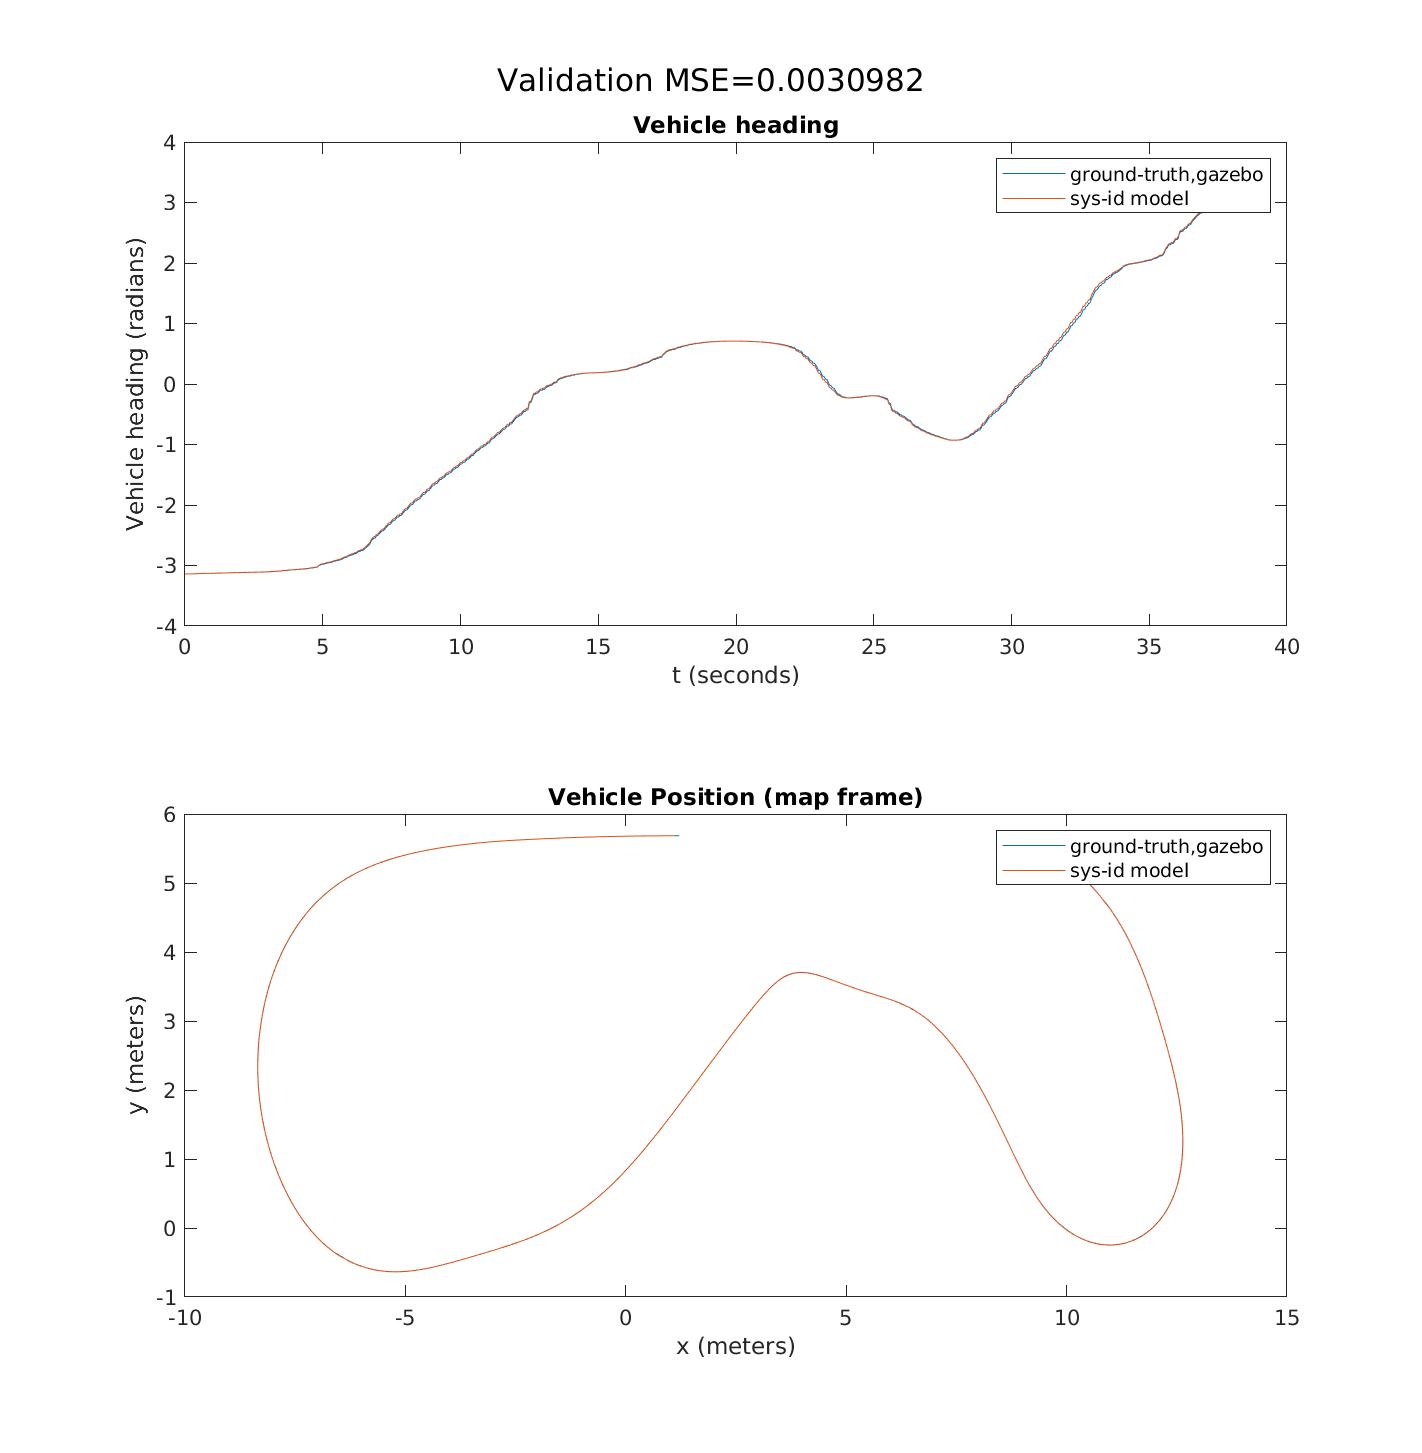 Validation MSE=0.0030982
Vehicle heading
4
3
2
1
0
-1
-2
-3
-4
Vehicle heading (radians)
ground-truth,gazebo
sys-id model
0 5 10 15 20 25 30 35 40
t (seconds)
Vehicle Position (map frame)
6
5
4
3
2
1
0
-1
y (meters)
ground-truth,gazebo
sys-id model
-10 -5 0 5 10 15
x (meters)